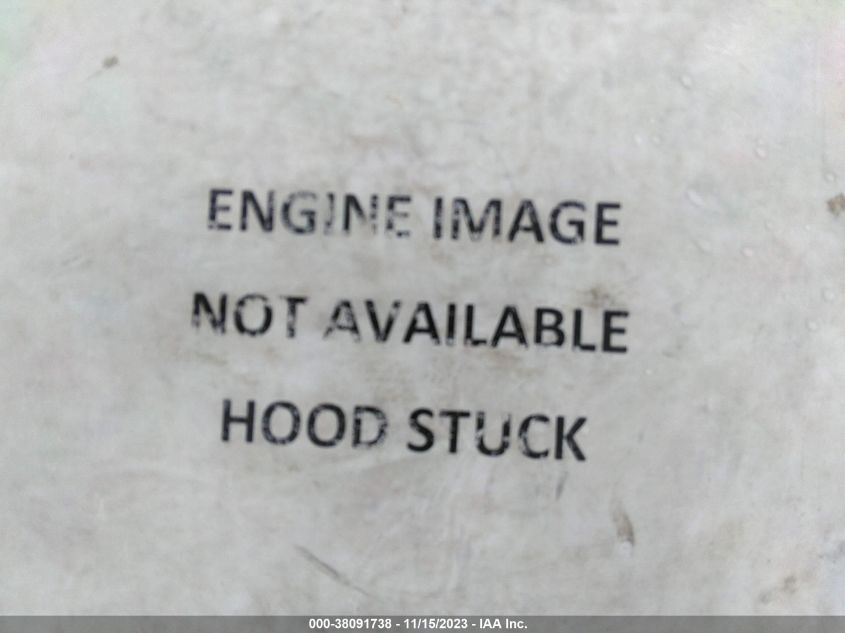 ENGINE IMAGE
NOT AVAILABLE
HOOD STUCK
000-38091738 - 11/15/2023 - IAA Inc.